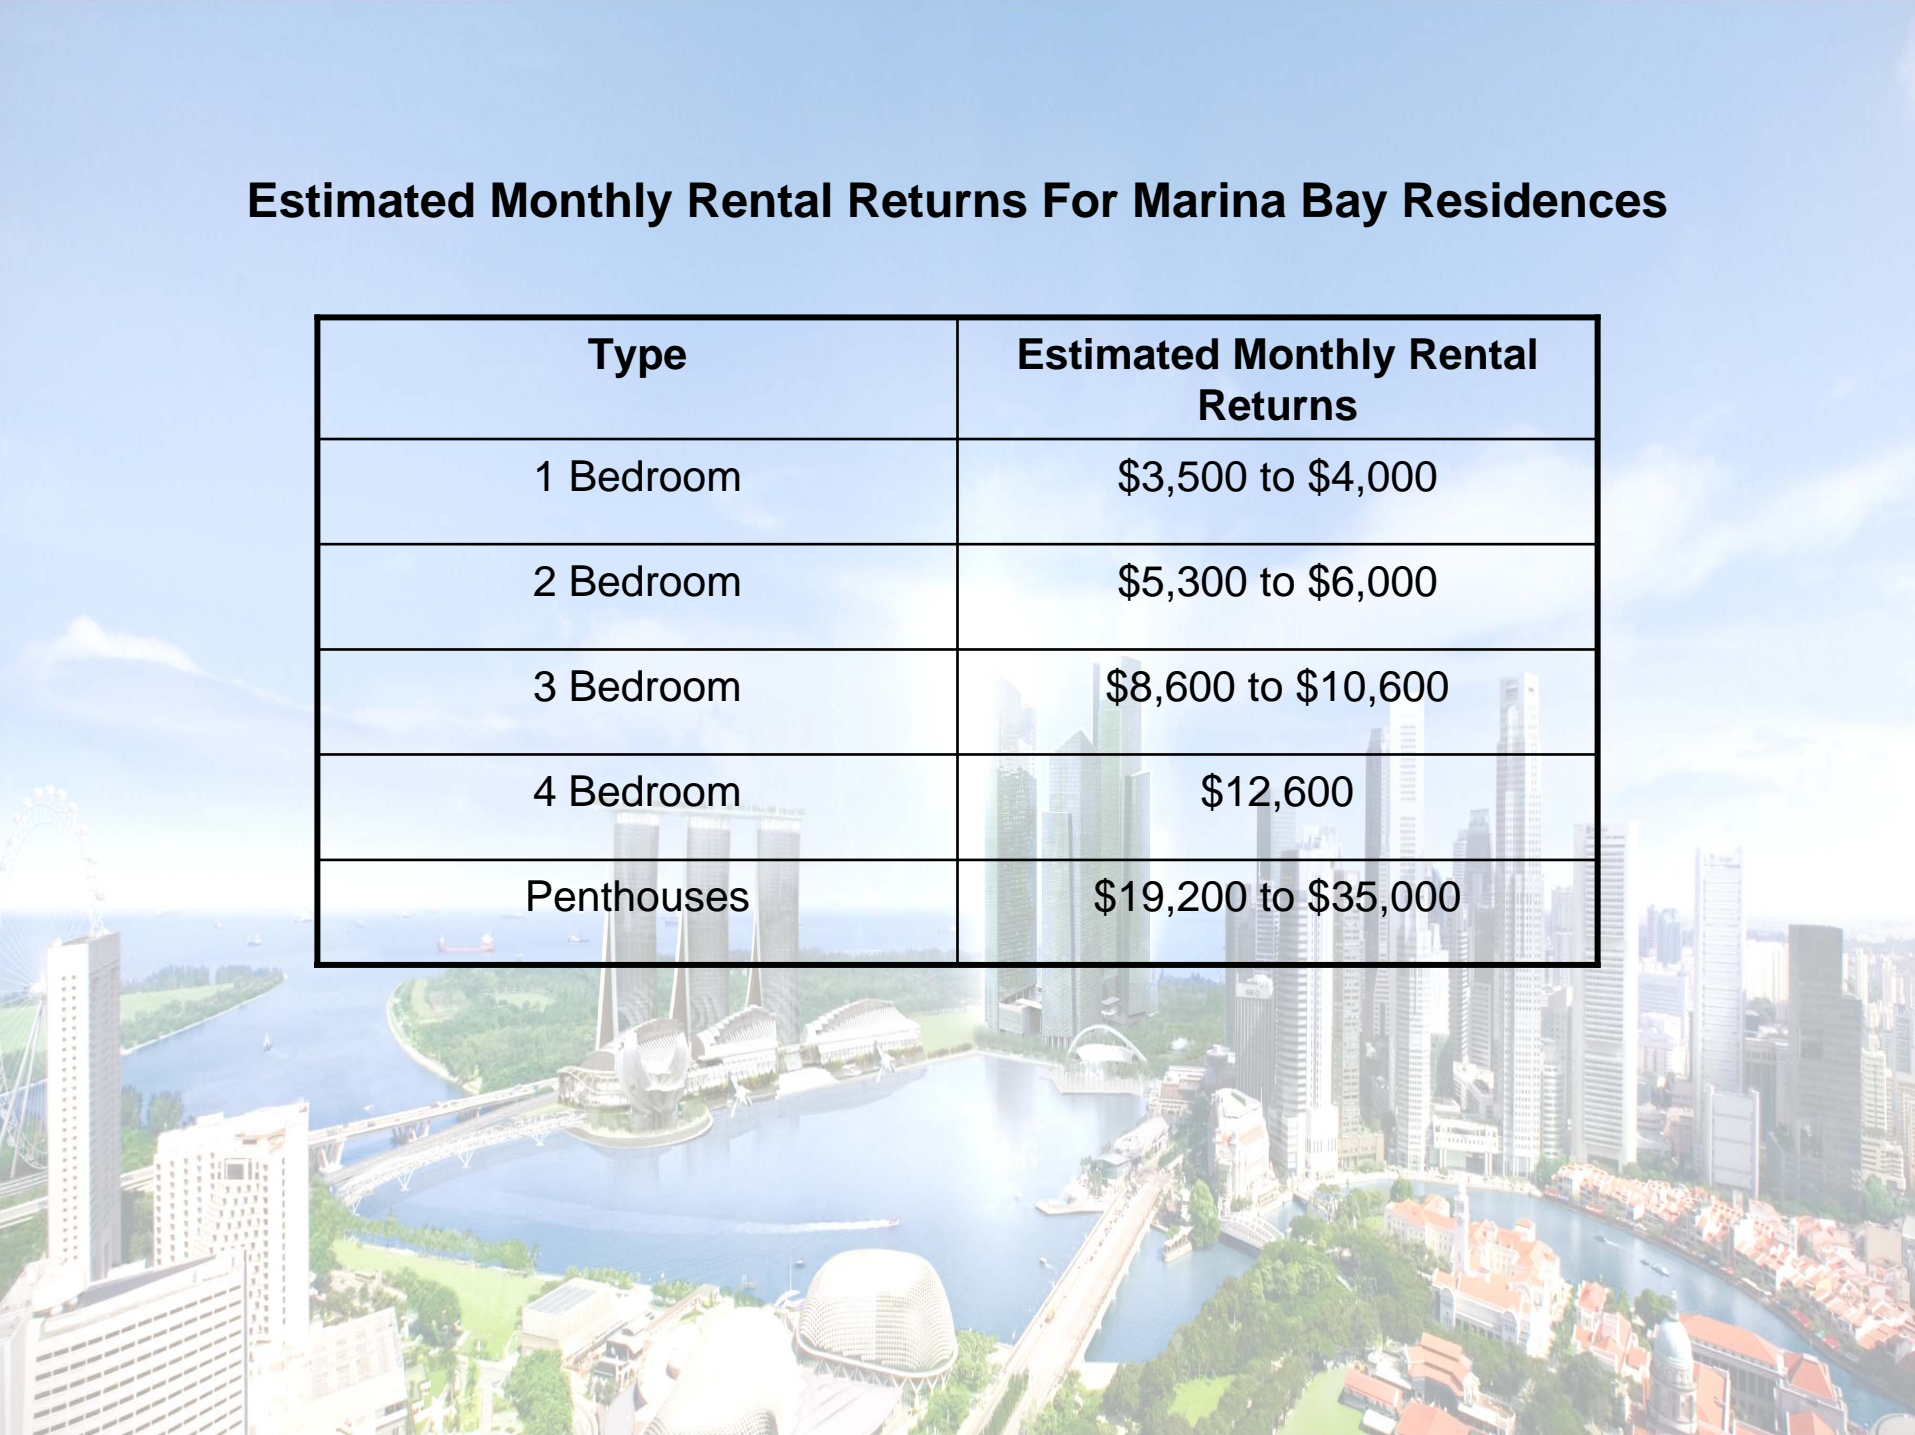 Estimated Monthly Rental Returns For Marina Bay Residences
Type
Estimated Monthly Rental
Returns
1 Bedroom
$3,500 to $4,000
2 Bedroom
$5,300 to $6,000
3 Bedroom
$8,600 to $10,600
4 Bedroom
$12,600
Penthouses
$19,200 to $35,000